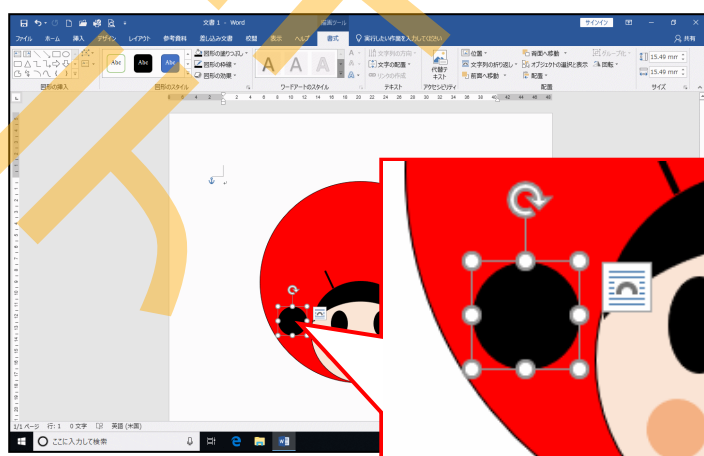 文書 1 - Word
描画ツール
サインイン
ファイル ホーム 挿入 デザイン レイアウト 参考資料 差し込み文書 校閲 表示 ヘルプ 書式 実行したい作業を入力してください 共有
Abc Abc Abc
図形の塗りつぶし
図形の枠線
図形の効果
A A A
文字列の方向
文字の配置
リンクの作成
代替テキスト
位置
文字列の折り返し
前面へ移動
背面へ移動
オブジェクトの選択と表示
配置
グループ化
回転
15.49 mm
15.49 mm
図形の挿入 図形のスタイル ワードアートのスタイル テキスト アクセシビリティ 配置 サイズ
1/1 ページ 行: 1 0 文字 英語 (米国)
ここに入力して検索